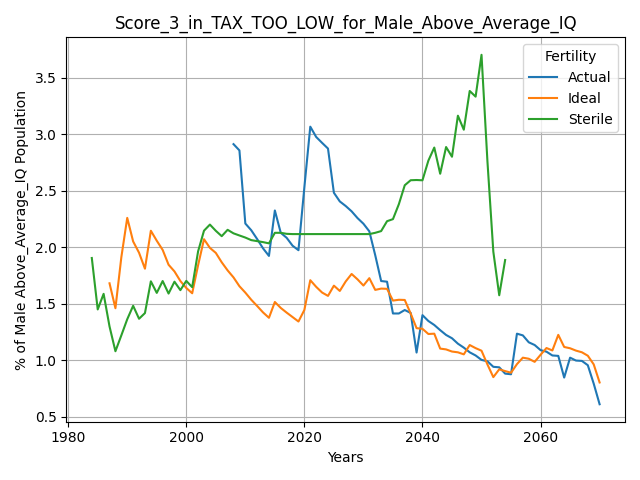 Score_3_in_TAX_TOO_LOW_for_Male_Above_Average_IQ
% of Male Above_Average_IQ Population
3.5
3.0
2.5
2.0
1.5
1.0
0.5
Fertility
Actual
Ideal
Sterile
1980
2000
2020
2040
2060
Years